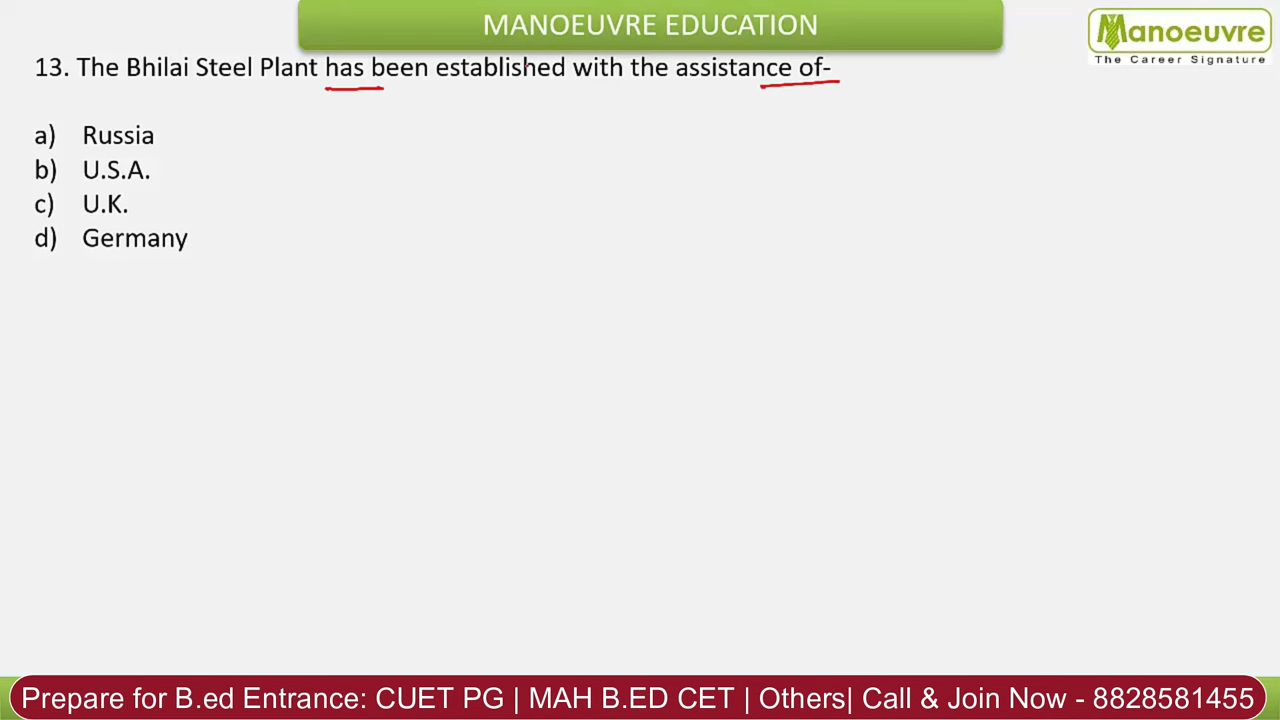 MANOEUVRE EDUCATION
Manoeuvre
The Career Signature
13. The Bhilai Steel Plant has been established with the assistance of-
a) Russia
b) U.S.A.
c) U.K.
d) Germany
Prepare for B.ed Entrance: CUET PG | MAH B.ED CET | Others| Call & Join Now - 8828581455